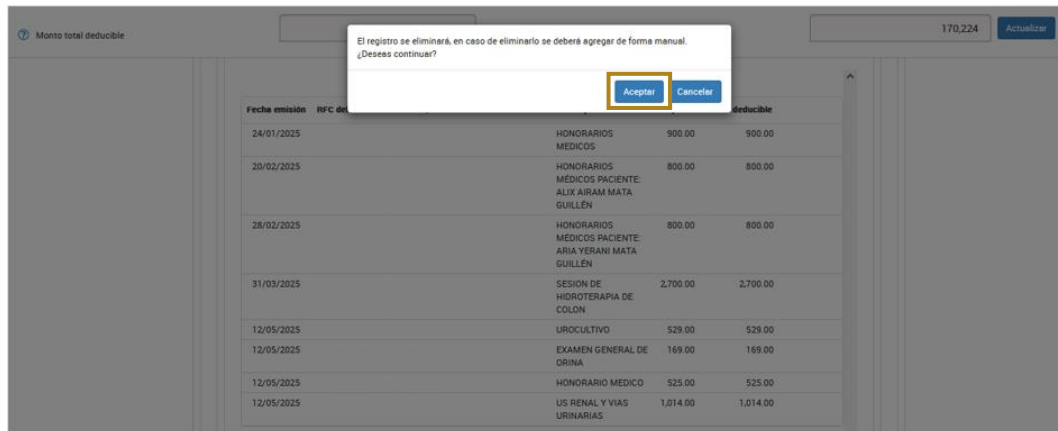 Monto total deducible
170,224 Actualizar
El registro se eliminará, en caso de eliminarlo se deberá agregar de forma manual.
¿Deseas continuar?
Aceptar Cancelar
Fecha emisión RFC deducible
24/01/2025 HONORARIOS 900.00 900.00
MEDICOS
20/02/2025 HONORARIOS 800.00 800.00
MÉDICOS PACIENTE:
ALIX AIRAM MATA
GUILLÉN
28/02/2025 HONORARIOS 800.00 800.00
MÉDICOS PACIENTE:
ARIA YERANI MATA
GUILLÉN
31/03/2025 SESION DE 2,700.00 2,700.00
HIDROTERAPIA DE
COLON
12/05/2025 UROCULTIVO 529.00 529.00
12/05/2025 EXAMEN GENERAL DE 169.00 169.00
ORINA
12/05/2025 HONORARIO MEDICO 525.00 525.00
12/05/2025 US RENAL Y VIAS 1,014.00 1,014.00
URINARIAS